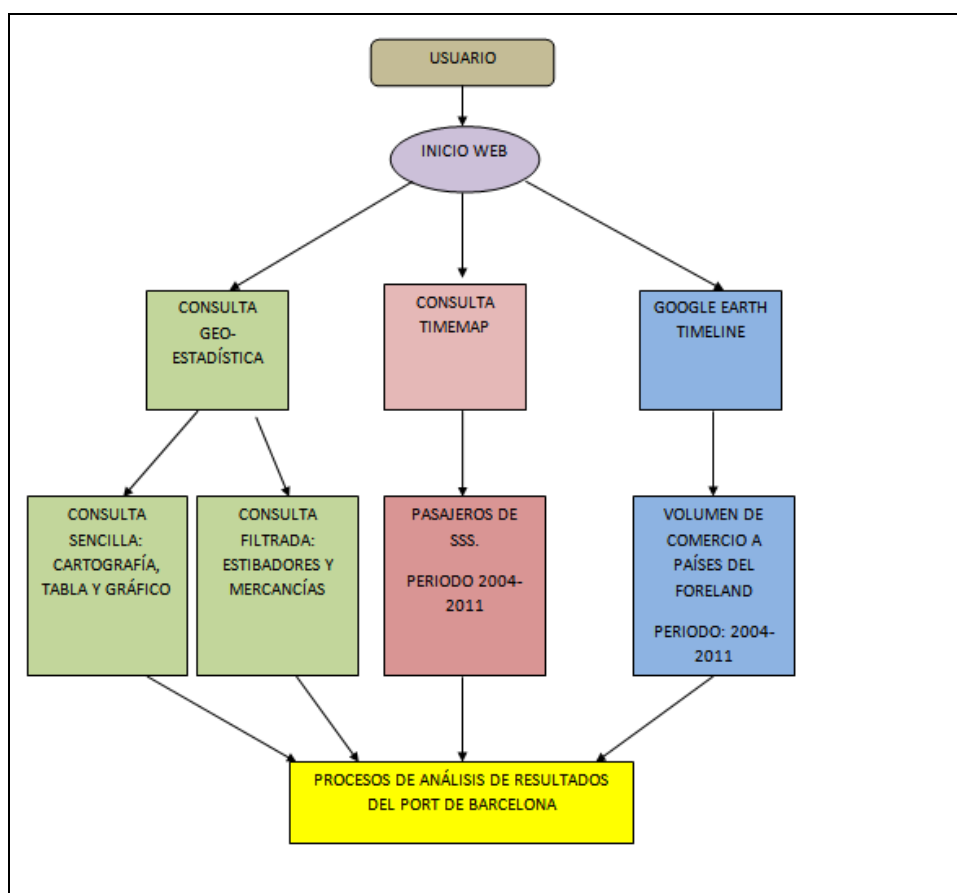 USUARIO
INICIO WEB
CONSULTA
GEO-
ESTADÍSTICA
CONSULTA
TIMEMAP
GOOGLE EARTH
TIMELINE
CONSULTA
SENCILLA:
CARTOGRAFÍA,
TABLA Y GRÁFICO
CONSULTA
FILTRADA:
ESTIBADORES Y
MERCANCÍAS
PASAJEROS DE
SSS.
PERIODO 2004-
2011
VOLUMEN DE
COMERCIO A
PAÍSES DEL
FORELAND
PERIODO: 2004-
2011
PROCESOS DE ANÁLISIS DE RESULTADOS
DEL PORT DE BARCELONA